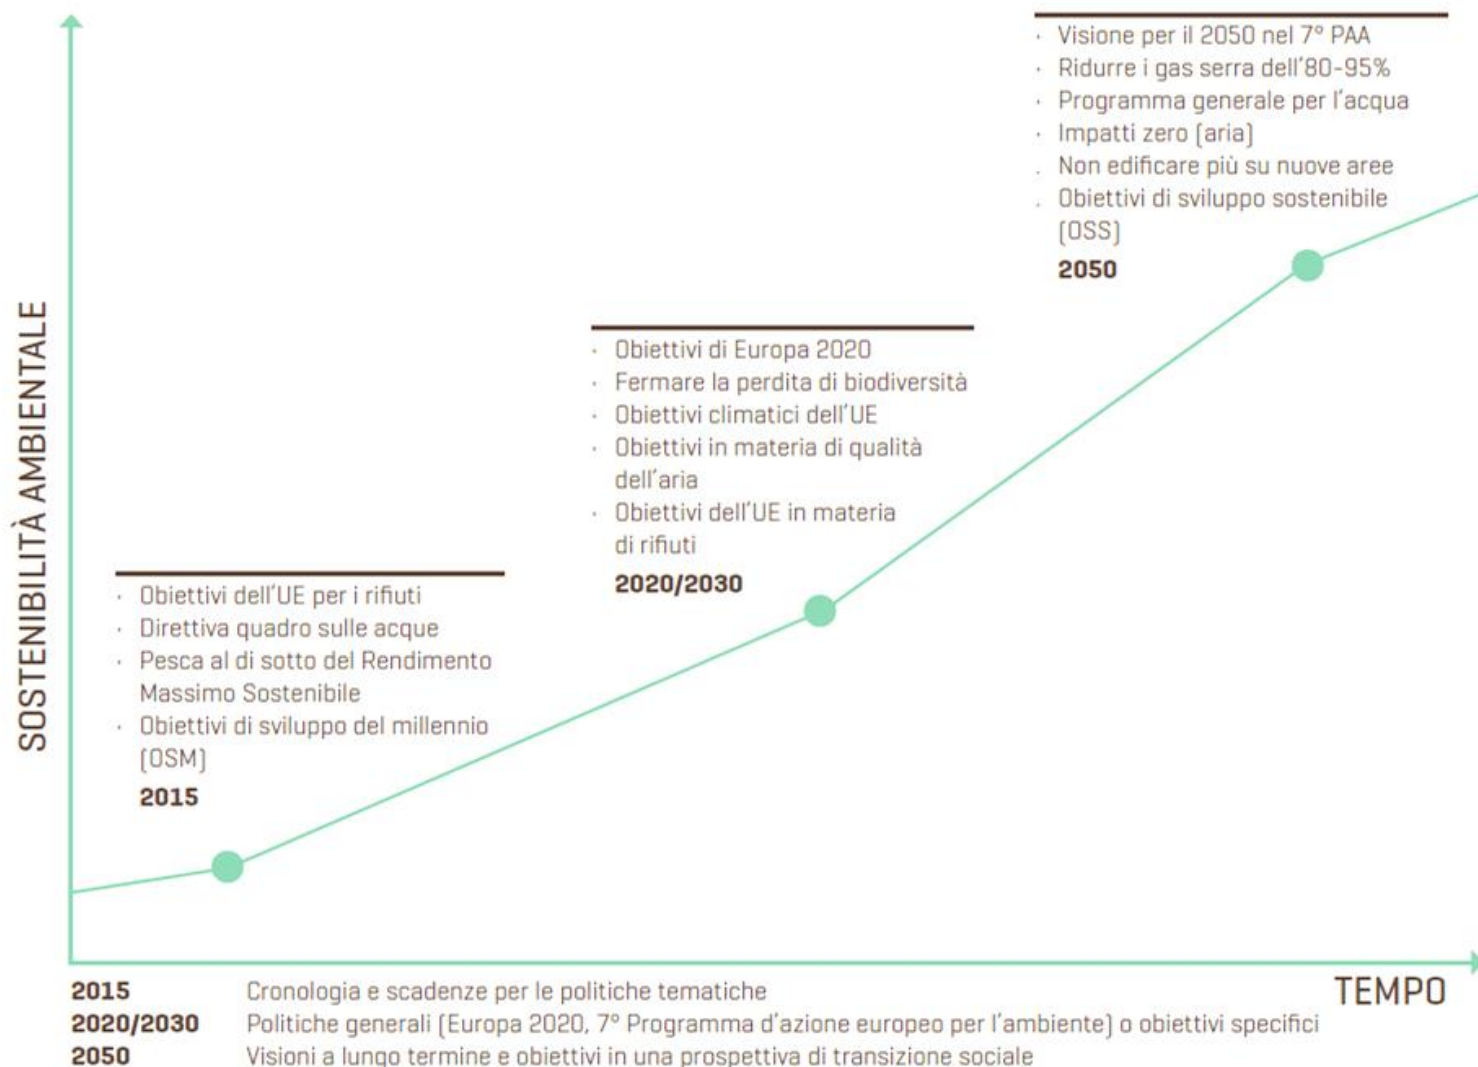 SOSTENIBILITÀ AMBIENTALE
· Obiettivi dell'UE per i rifiuti
· Direttiva quadro sulle acque
· Pesca al di sotto del Rendimento
Massimo Sostenibile
· Obiettivi di sviluppo del millennio
(OSM)
2015
· Obiettivi di Europa 2020
· Fermare la perdita di biodiversità
· Obiettivi climatici dell'UE
· Obiettivi in materia di qualità
dell'aria
· Obiettivi dell'UE in materia
di rifiuti
2020/2030
· Visione per il 2050 nel 7° PAA
· Ridurre i gas serra dell'80-95%
· Programma generale per l'acqua
· Impatti zero (aria)
. Non edificare più su nuove aree
. Obiettivi di sviluppo sostenibile
(OSS)
2050
TEMPO
2015 Cronologia e scadenze per le politiche tematiche
2020/2030 Politiche generali (Europa 2020, 7° Programma d'azione europeo per l'ambiente) o obiettivi specifici
2050 Visioni a lungo termine e obiettivi in una prospettiva di transizione sociale